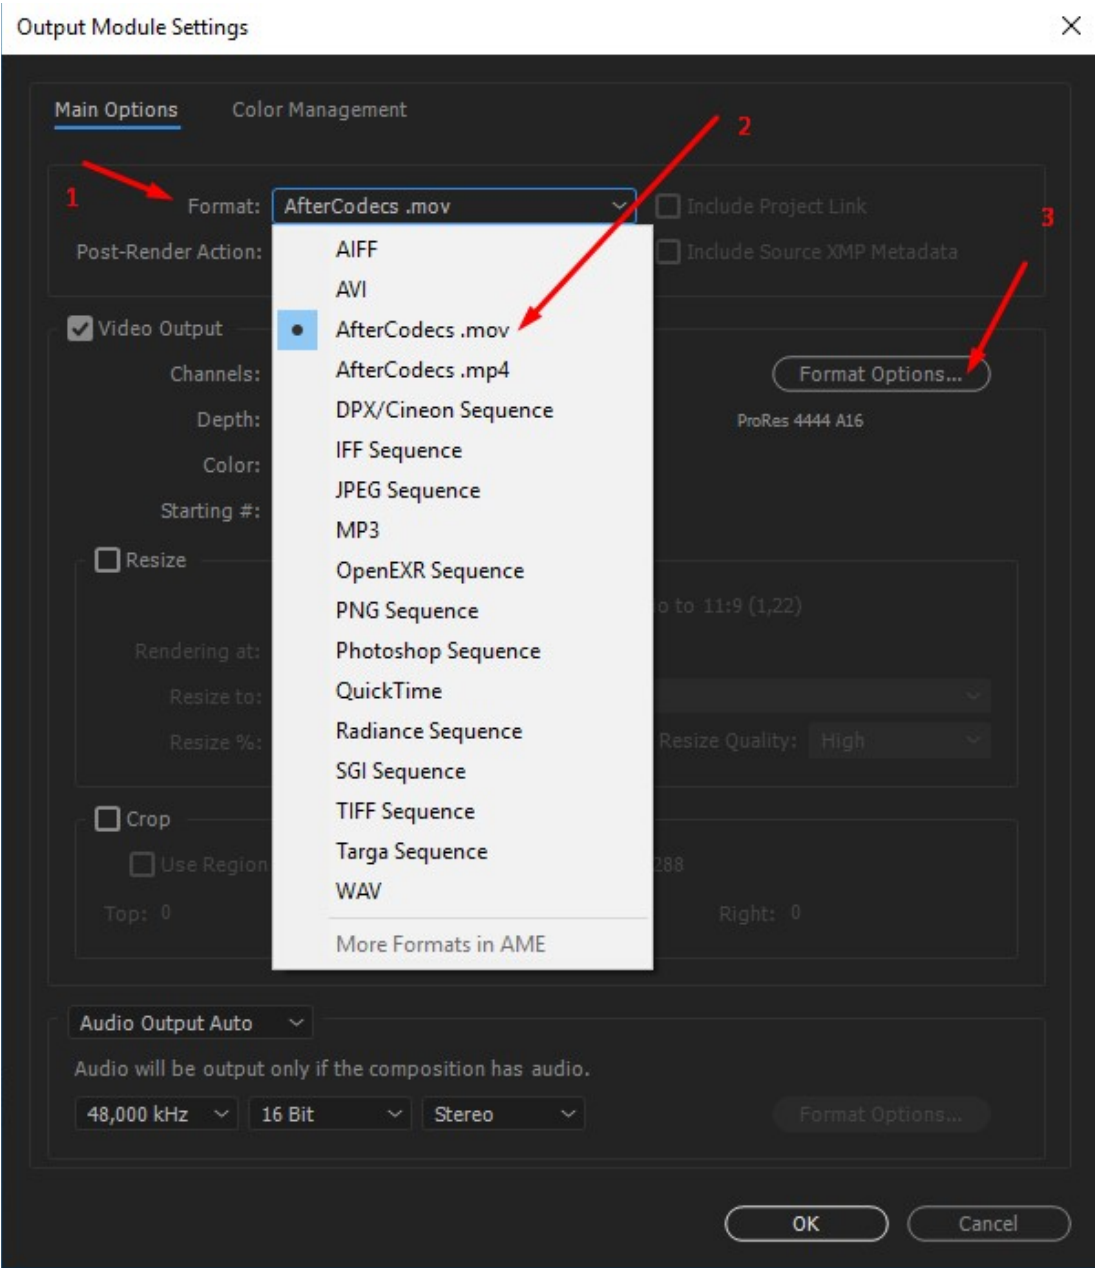 Output Module Settings
Main Options Color Management
2
1
3
Format: AfterCodecs .mov Include Project Link
Post-Render Action: Include Source XMP Metadata
AIFF
AVI
Video Output
AfterCodecs .mov
Channels: AfterCodecs .mp4 Format Options...
Depth: DPX/Cineon Sequence ProRes 4444 A16
Color: IFF Sequence
JPEG Sequence
Starting #:
MP3
Resize OpenEXR Sequence
PNG Sequence o to 11:9 (1,22)
Rendering at: Photoshop Sequence
Resize to: QuickTime
Resize %: Radiance Sequence Resize Quality: High
SGI Sequence
Crop TIFF Sequence
Use Region Targa Sequence 288
WAV
Top: 0 Right: 0
More Formats in AME
Audio Output Auto
Audio will be output only if the composition has audio.
48,000 kHz 16 Bit Stereo Format Options...
OK Cancel